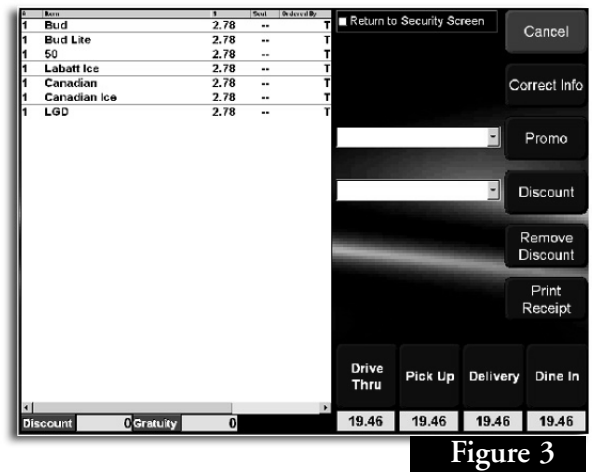 # Item $ Seat Ordered By
1 Bud 2.78 -- T
1 Bud Lite 2.78 -- T
1 50 2.78 -- T
1 Labatt Ice 2.78 -- T
1 Canadian 2.78 -- T
1 Canadian Ice 2.78 -- T
1 LGD 2.78 -- T
Discount 0 Gratuity 0
Return to Security Screen
Cancel
Correct Info
Promo
Discount
Remove
Discount
Print
Receipt
Drive
Thru
Pick Up
Delivery
Dine In
19.46 19.46 19.46 19.46
Figure 3